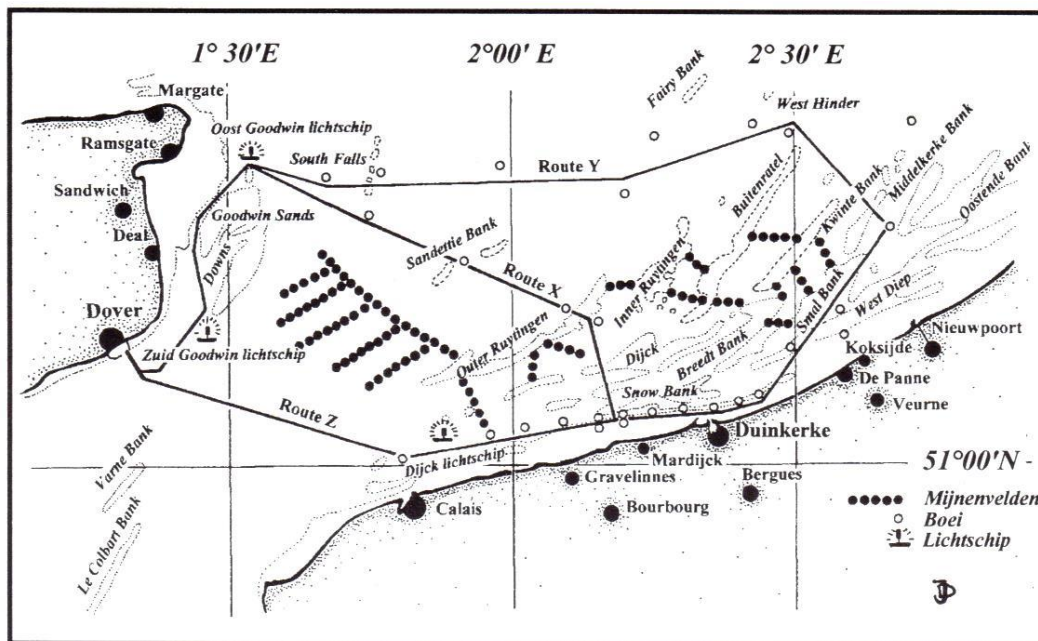 1° 30'E
2°00' E
2° 30' E
Margate
Fairy Bank
West Hinder
Oost Goodwin lichtschip
Ramsgate
South Falls
Route Y
Middelkerke Bank
Sandwich
Goodwin Sands
Buitenratel
Kwinte Bank
Oostende Bank
Deal
Downs
Sandettie Bank
Route X
Inner Ruytingen
Smal Bank
West Diep
Dover
Zuid Goodwin lichtschip
Outer Ruytingen
Dijck
Breedt Bank
Nieuwpoort
Koksijde
De Panne
Veurne
Route Z
Snow Bank
Duinkerke
Varne Bank
Dijck lichtschip
Mardijck
51°00'N
Gravelinnes
Bergues
Calais
Bourbourg
Mijnenvelden
Boei
Lichtschip
Le Colbart Bank